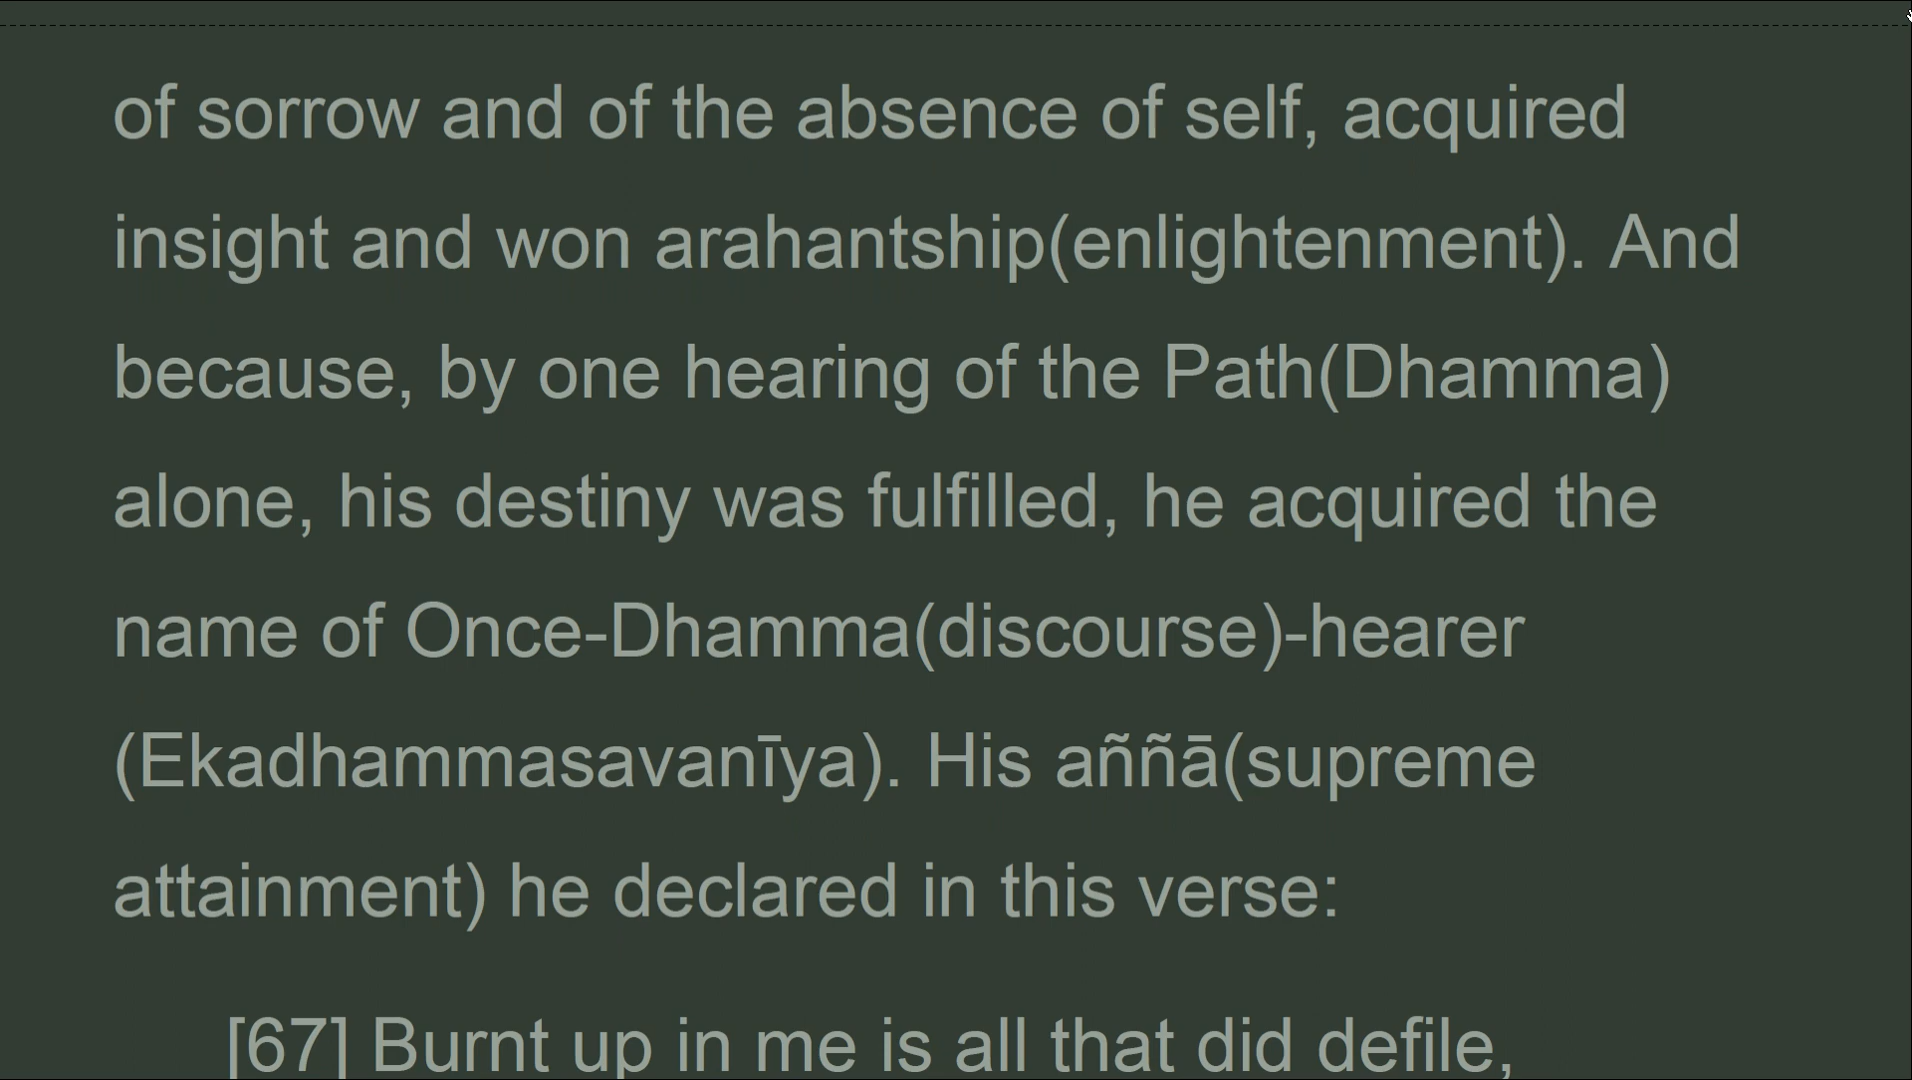 of sorrow and of the absence of self, acquired
insight and won arahantship(enlightenment). And
because, by one hearing of the Path(Dhamma)
alone, his destiny was fulfilled, he acquired the
name of Once-Dhamma(discourse)-hearer
(Ekadhammasavanīya). His aññā(supreme
attainment) he declared in this verse:
[67] Burnt up in me is all that did defile,